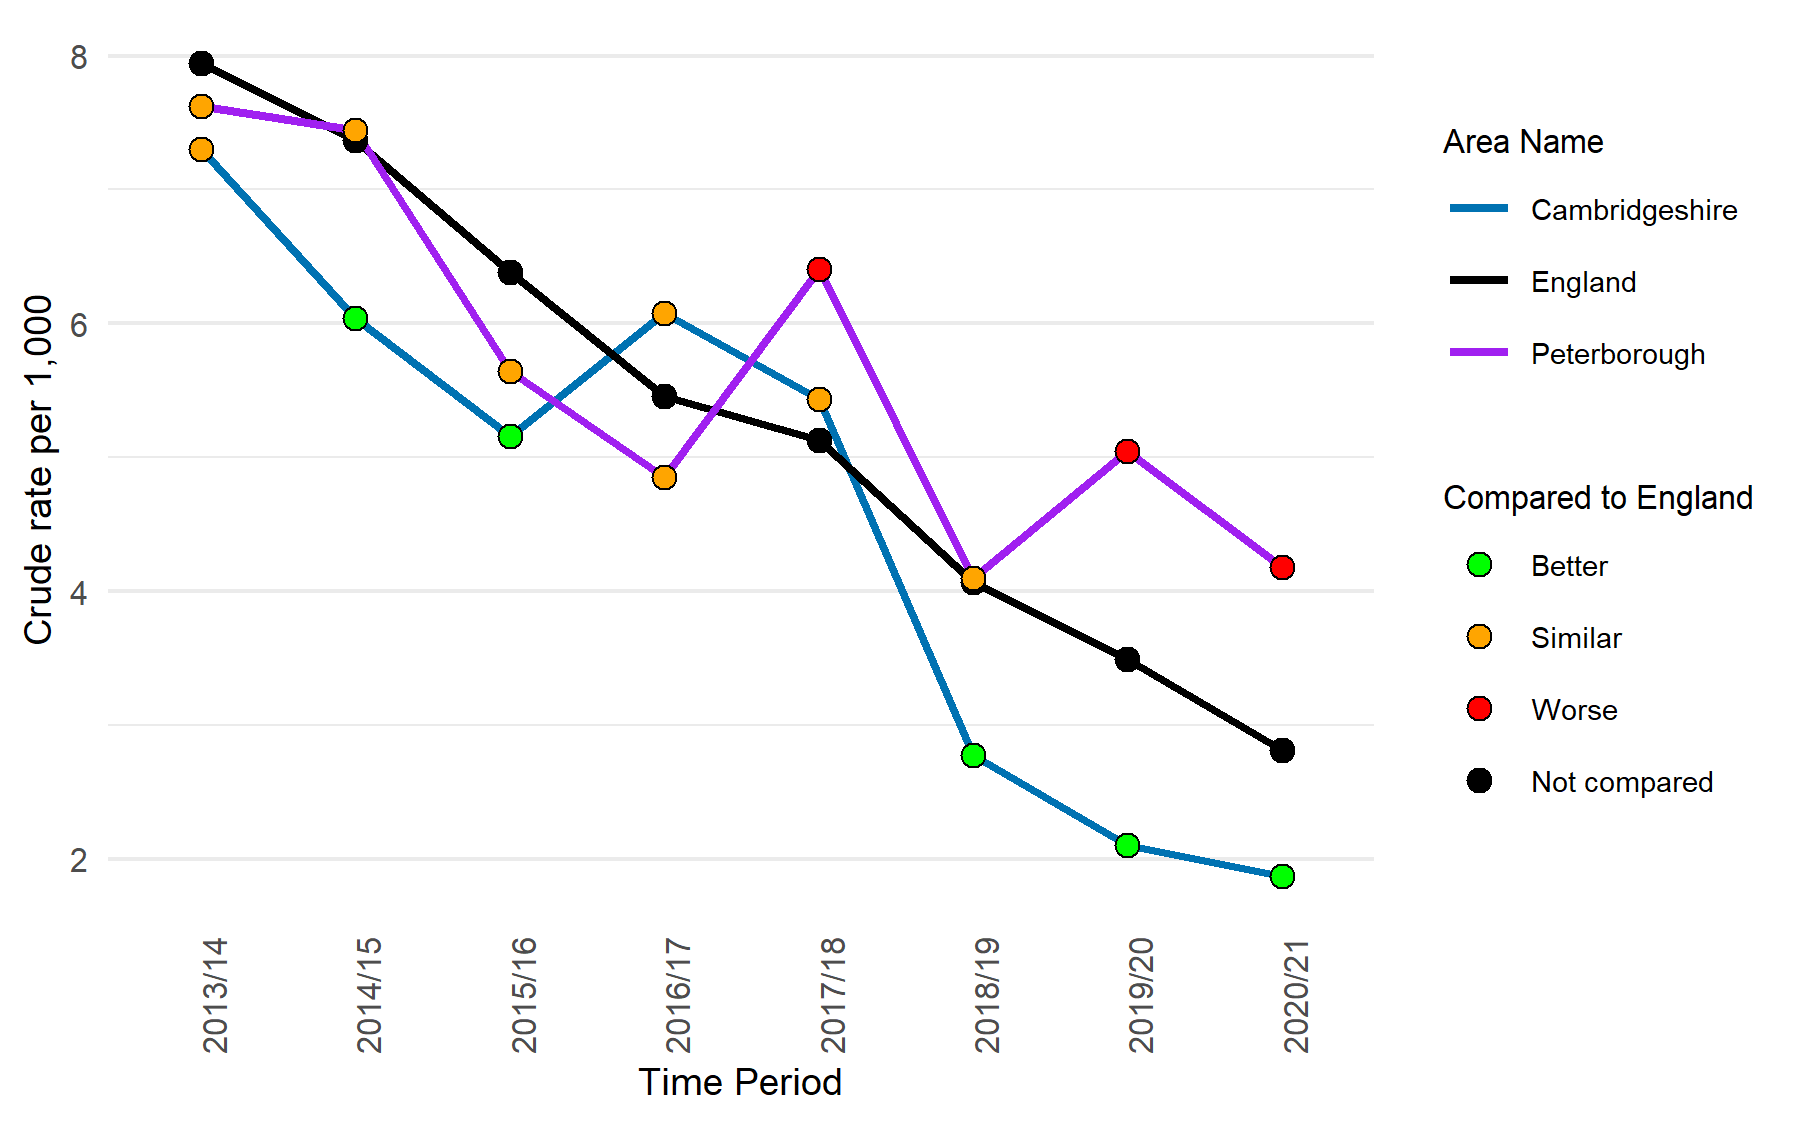 8
6
4
2
Crude rate per 1,000
2013/14
2014/15
2015/16
2016/17
2017/18
2018/19
2019/20
2020/21
Time Period
Area Name
Cambridgeshire
England
Peterborough
Compared to England
Better
Similar
Worse
Not compared